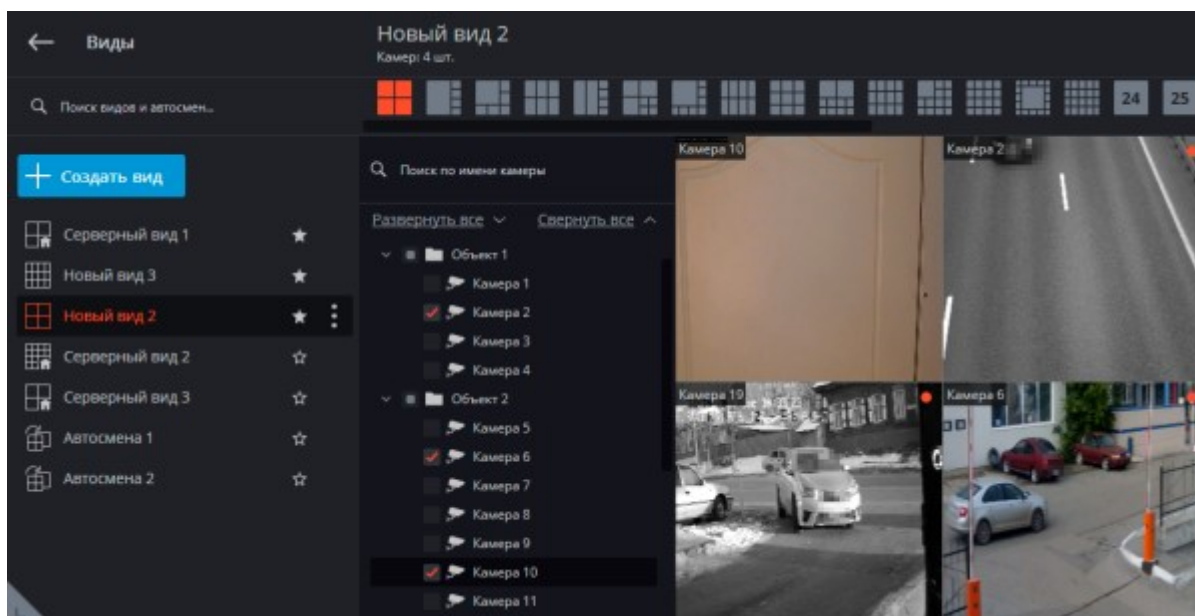 Виды
Поиск видов и автосмен...
Создать вид
Серверный вид 1
Новый вид 3
Новый вид 2
Серверный вид 2
Серверный вид 3
Автосмена 1
Автосмена 2
Новый вид 2
Камер: 4 шт.
24
25
Поиск по имени камеры
Развернуть все
Свернуть все
Объект 1
Камера 1
Камера 2
Камера 3
Камера 4
Объект 2
Камера 5
Камера 6
Камера 7
Камера 8
Камера 9
Камера 10
Камера 11
Камера 10
Камера 2
Камера 19
Камера 6